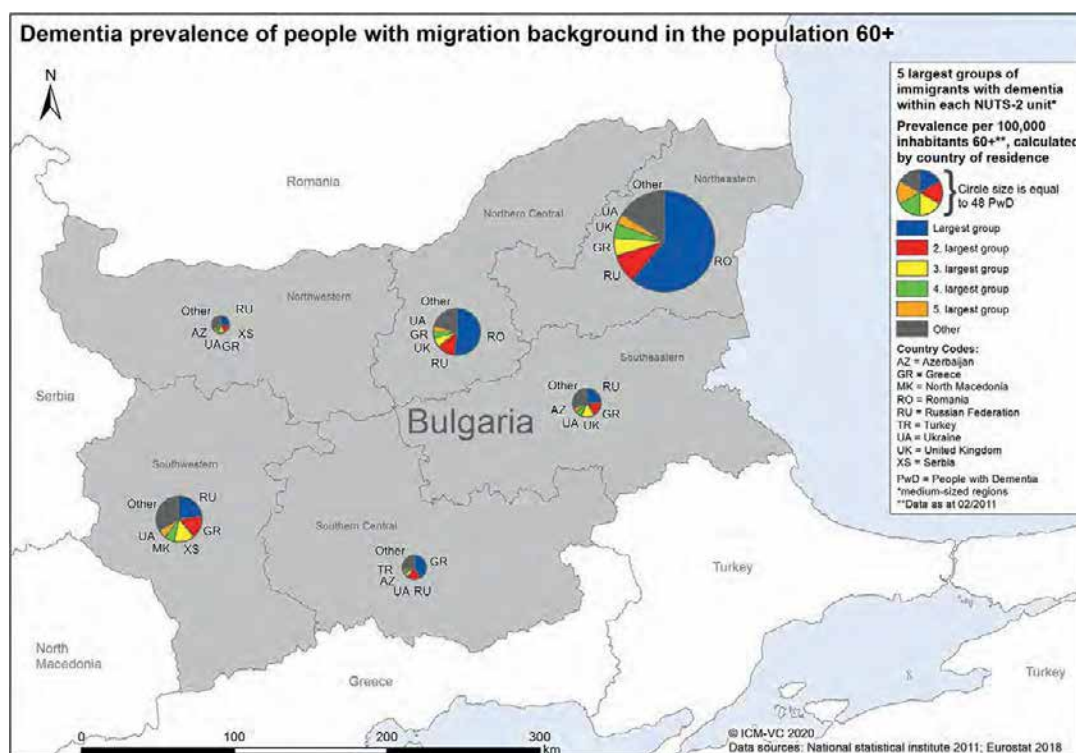 Dementia prevalence of people with migration background in the population 60+
N
5 largest groups of
immigrants with dementia
within each NUTS-2 unit*
Prevalence per 100,000
inhabitants 60+**, calculated
by country of residence
Circle size is equal
to 48 PwD
Largest group
2. largest group
3. largest group
4. largest group
5. largest group
Other
Country Codes:
AZ = Azerbaijan
GR = Greece
MK = North Macedonia
RO = Romania
RU = Russian Federation
TR = Turkey
UA = Ukraine
UK = United Kingdom
XS = Serbia
PwD = People with Dementia
*medium-sized regions
**Data as at 02/2011
Romania
Northern Central
Northeastern
Other
UA
UK
GR
RU
RO
Northwestern
Other
RU
AZ
XS
UA
GR
Other
UA
GR
UK
RU
RO
Serbia
Southeastern
Other
RU
AZ
GR
UA
UK
Bulgaria
Southwestern
Other
RU
UA
GR
MK
XS
Southern Central
Other
GR
TR
AZ
UA
RU
Turkey
North
Macedonia
Greece
Turkey
0
100
200
300
km
© ICM-VC 2020
Data sources: National statistical institute 2011; Eurostat 2018